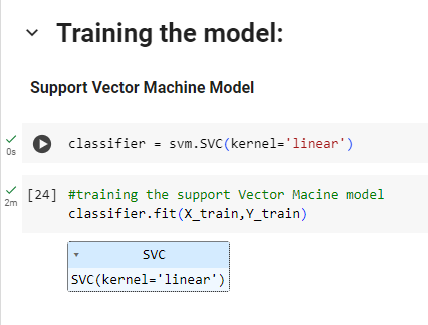 Training the model:
Support Vector Machine Model
0s
classifier = svm.SVC(kernel='linear')
2m
[24] #training the support Vector Macine model
classifier.fit(X_train,Y_train)
SVC
SVC(kernel='linear')